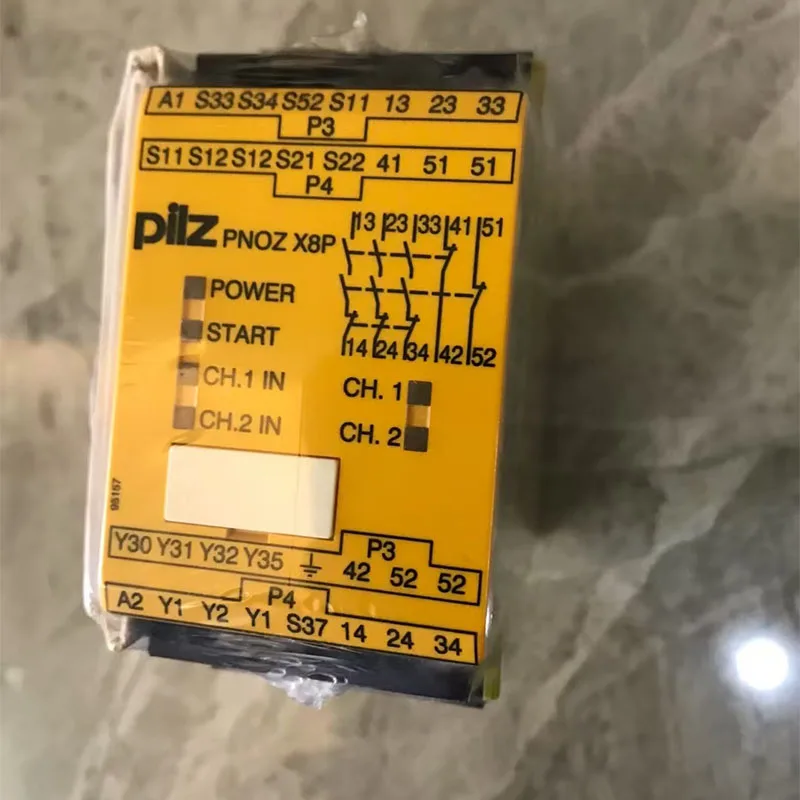 A1 S33 S34 S52 S11 13 23 33
P3
S11 S12 S12 S21 S22 41 51 51
P4
pilz PNOZ X8P
13 23 33 41 51
POWER
START
14 24 34 42 52
CH.1 IN
CH. 1
CH.2 IN
CH. 2
95157
Y30 Y31 Y32 Y35
P3
42 52 52
P4
A2 Y1 Y2 Y1 S37 14 24 34